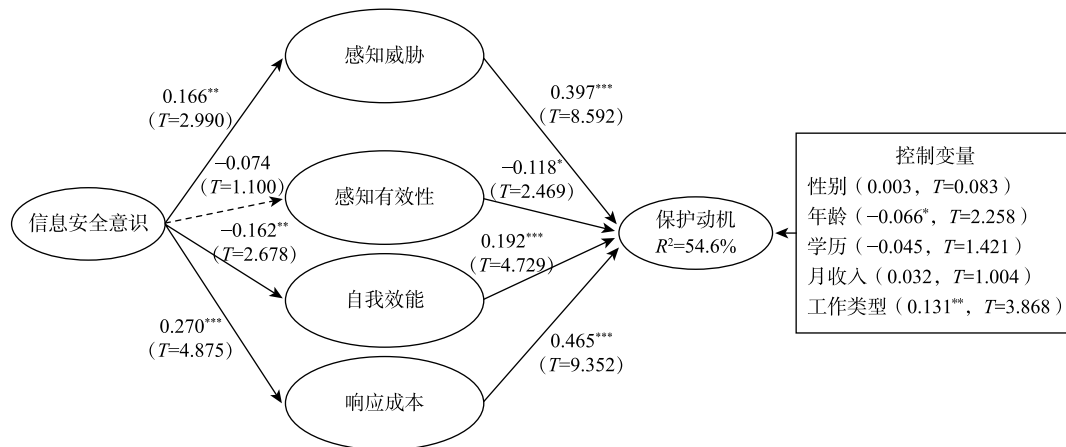 感知威胁
0.166**
（T=2.990）
0.397***
（T=8.592）
−0.074
（T=1.100）
感知有效性
−0.118*
（T=2.469）
信息安全意识
−0.162**
（T=2.678）
0.192***
（T=4.729）
自我效能
0.270***
（T=4.875）
0.465***
（T=9.352）
响应成本
保护动机
R²=54.6%
控制变量
性别（0.003，T=0.083）
年龄（−0.066*，T=2.258）
学历（−0.045，T=1.421）
月收入（0.032，T=1.004）
工作类型（0.131**，T=3.868）